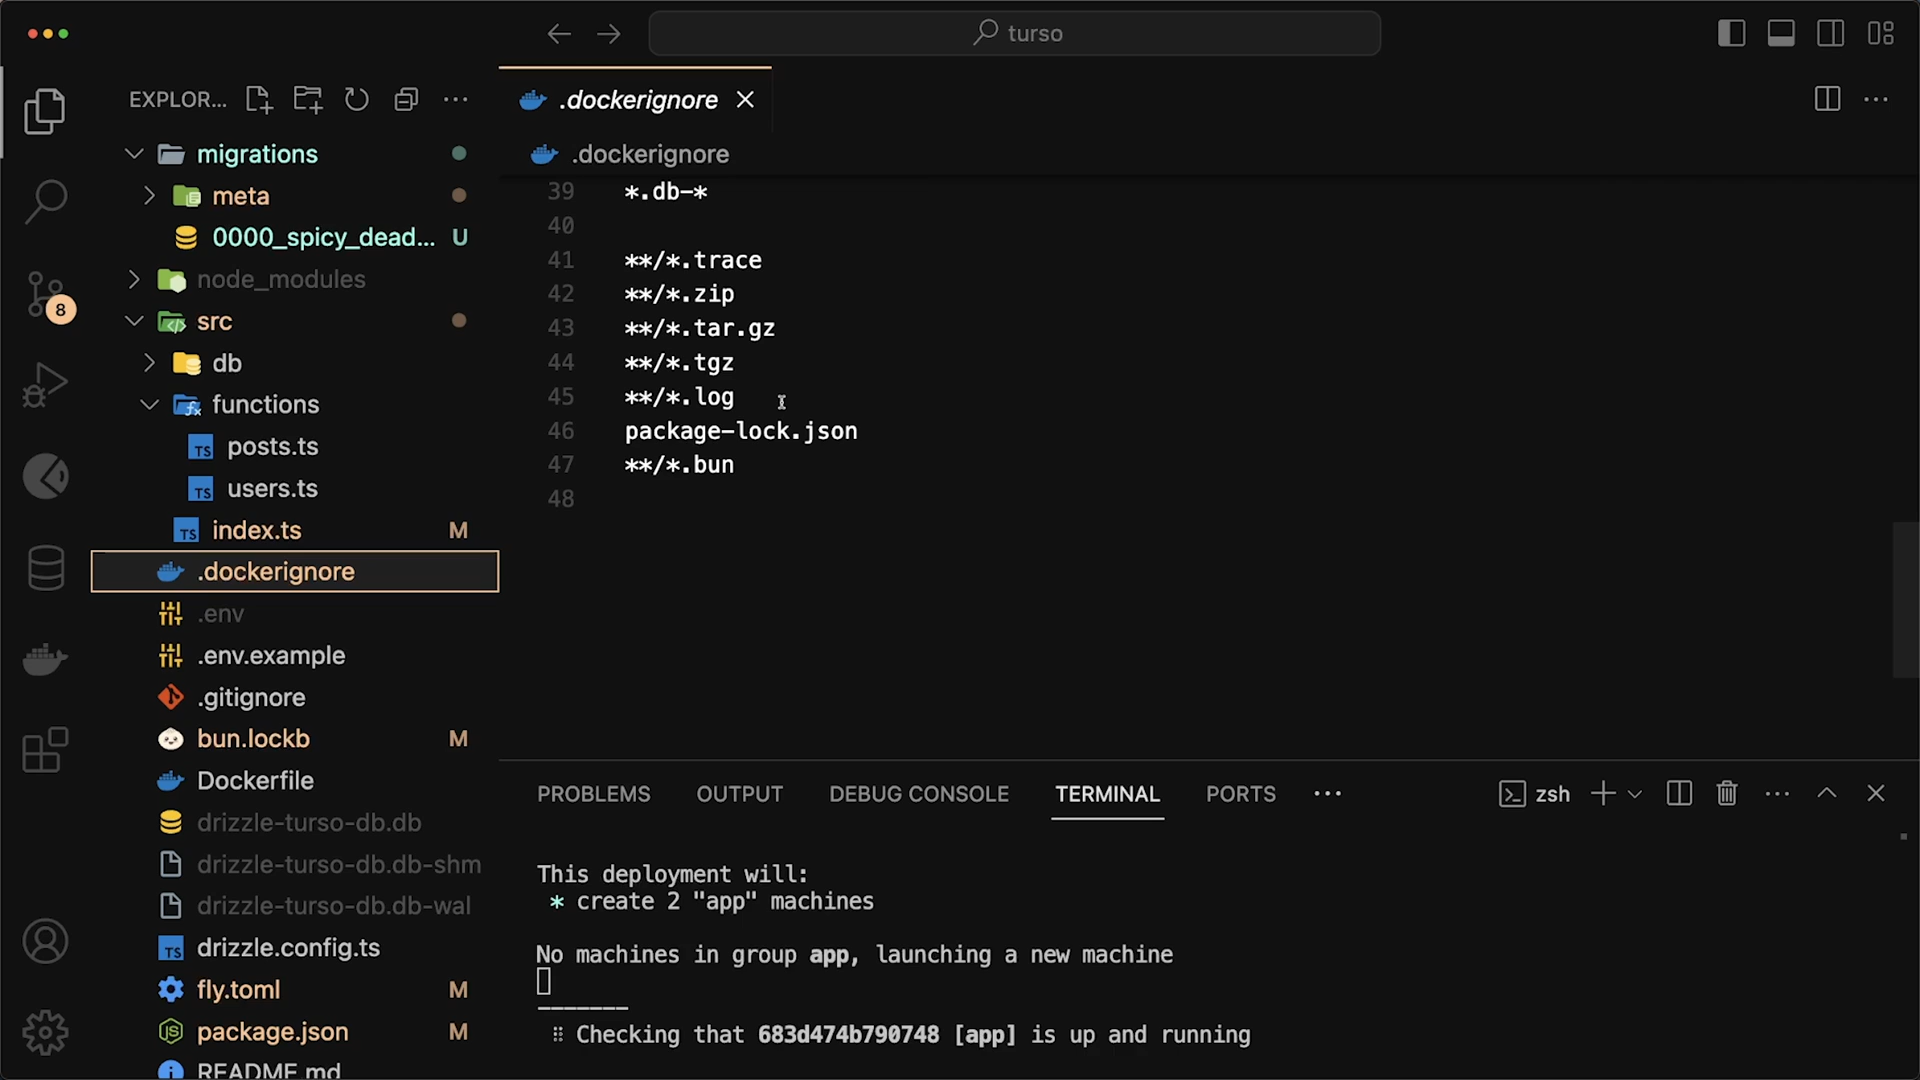 turso
EXPLOR...
migrations
meta
0000_spicy_dead... U
node_modules
8
src
db
functions
TS posts.ts
TS users.ts
TS index.ts M
.dockerignore
.env
.env.example
.gitignore
bun.lockb M
Dockerfile
drizzle-turso-db.db
drizzle-turso-db.db-shm
drizzle-turso-db.db-wal
TS drizzle.config.ts
fly.toml M
JS package.json M
README.md
.dockerignore
.dockerignore
39 *.db-*
40
41 **/*.trace
42 **/*.zip
43 **/*.tar.gz
44 **/*.tgz
45 **/*.log
46 package-lock.json
47 **/*.bun
48
PROBLEMS OUTPUT DEBUG CONSOLE TERMINAL PORTS ... zsh
This deployment will:
* create 2 "app" machines
No machines in group app, launching a new machine
-------
Checking that 683d474b790748 [app] is up and running